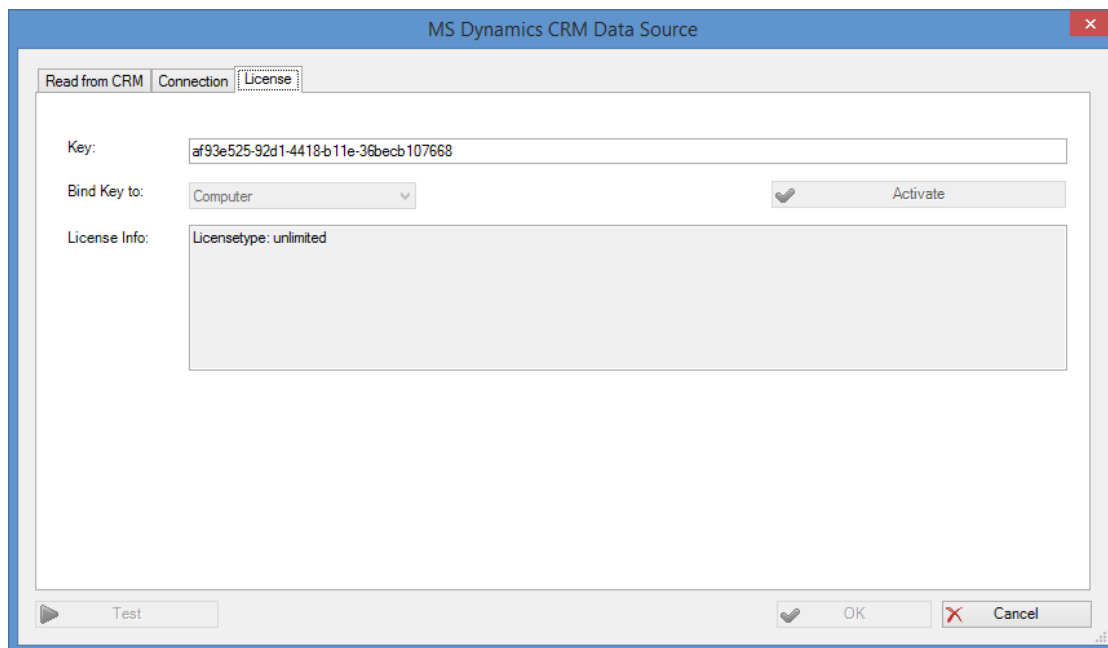 MS Dynamics CRM Data Source
Read from CRM Connection License
Key: af93e525-92d1-4418-b11e-36becb107668
Bind Key to: Computer Activate
License Info: Licensetype: unlimited
Test OK Cancel